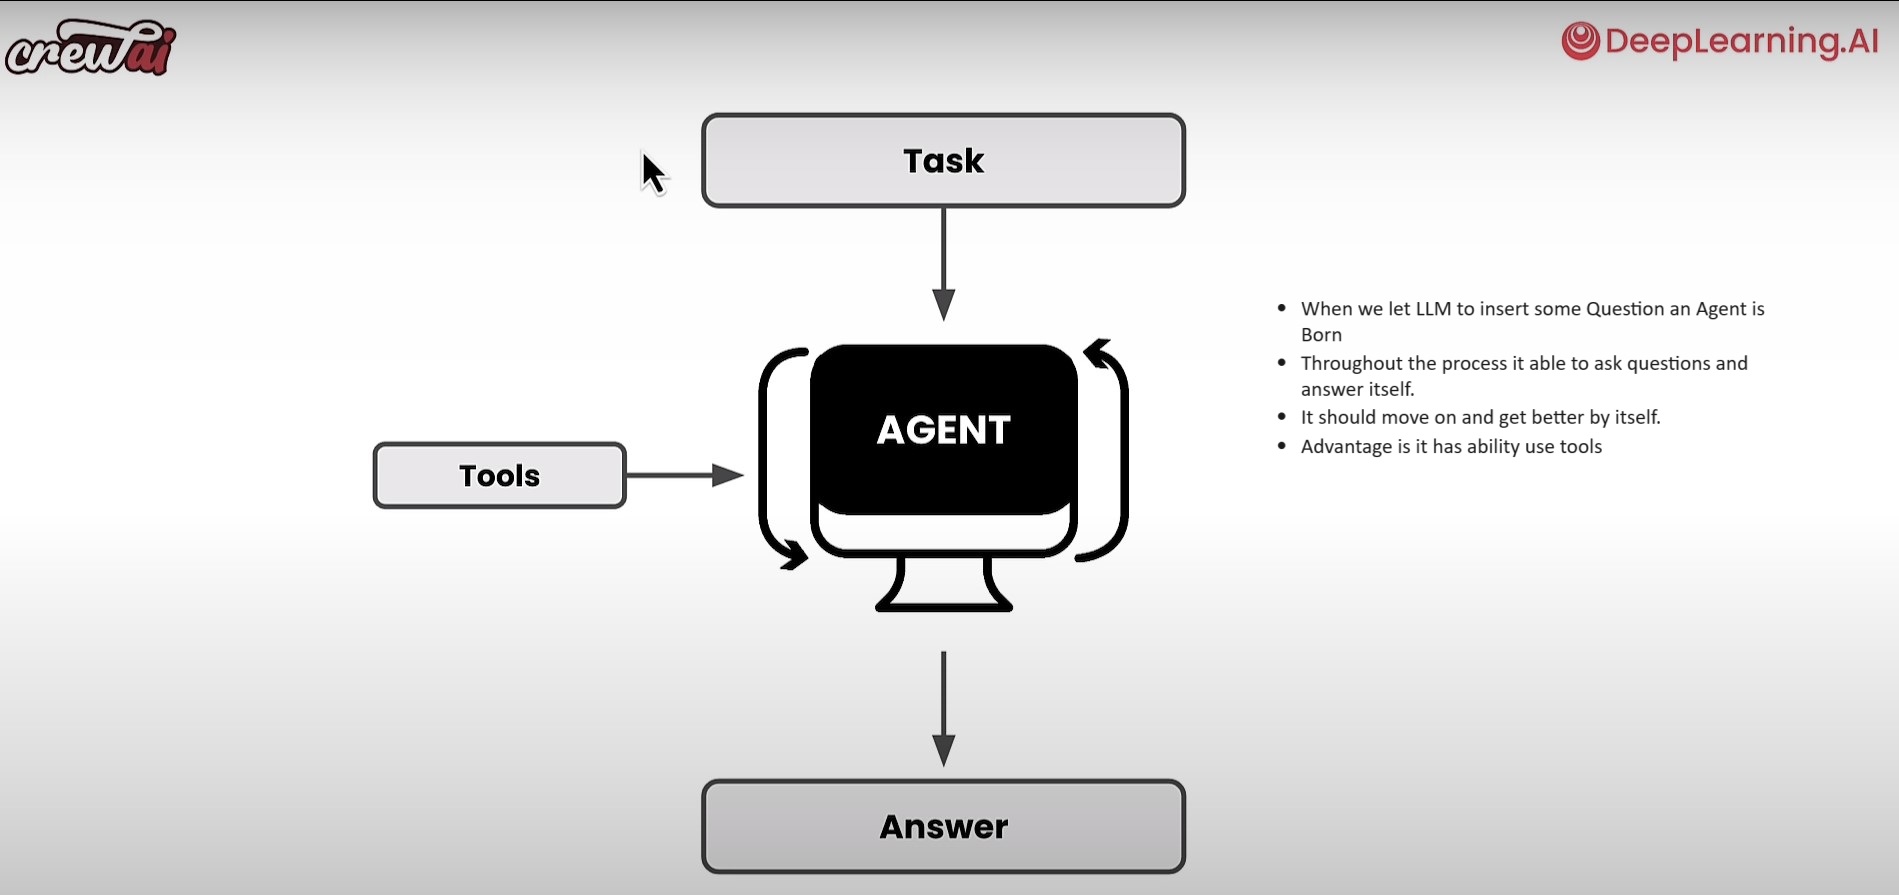 crewai
DeepLearning.AI
Task
• When we let LLM to insert some Question an Agent is
Born
• Throughout the process it able to ask questions and
answer itself.
• It should move on and get better by itself.
• Advantage is it has ability use tools
AGENT
Tools
Answer